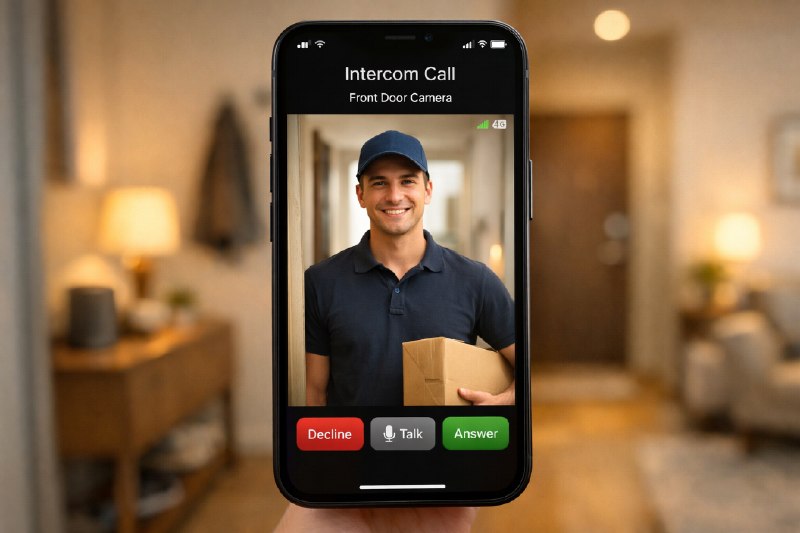 Intercom Call
Front Door Camera
4G
Decline
Talk
Answer